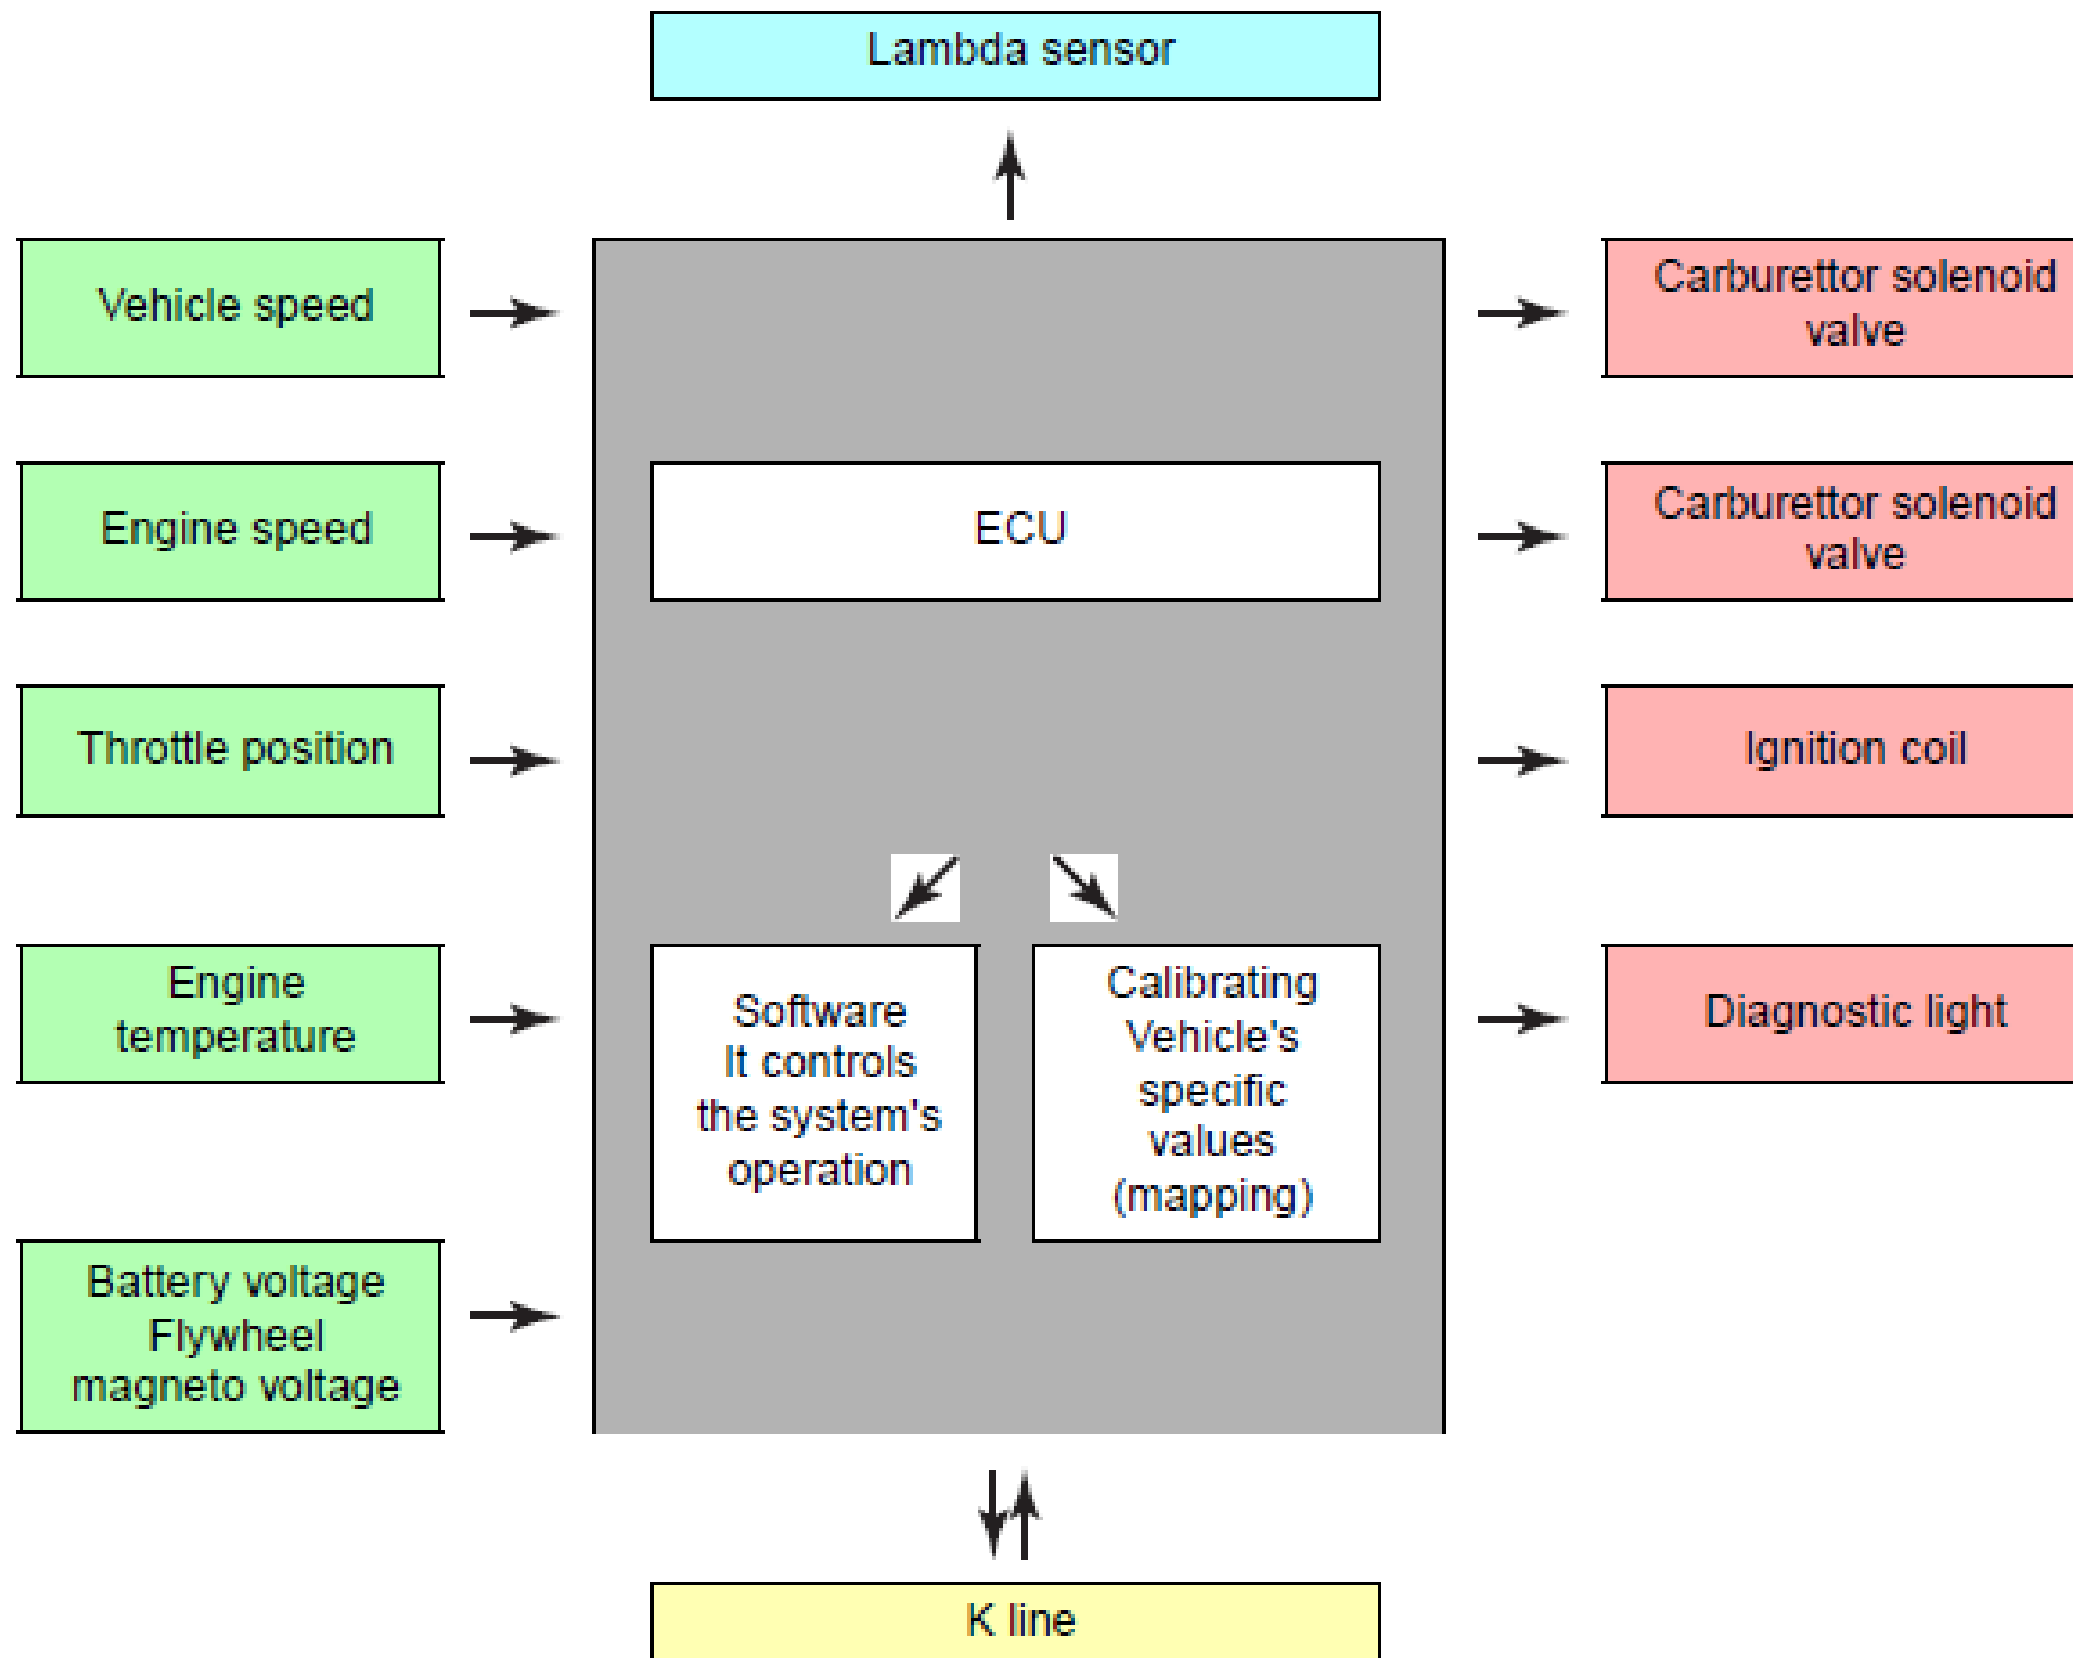 Lambda sensor
Vehicle speed
Carburettor solenoid
valve
Engine speed
ECU
Carburettor solenoid
valve
Throttle position
Ignition coil
Engine
temperature
Software
It controls
the system's
operation
Calibrating
Vehicle's
specific
values
(mapping)
Diagnostic light
Battery voltage
Flywheel
magneto voltage
K line